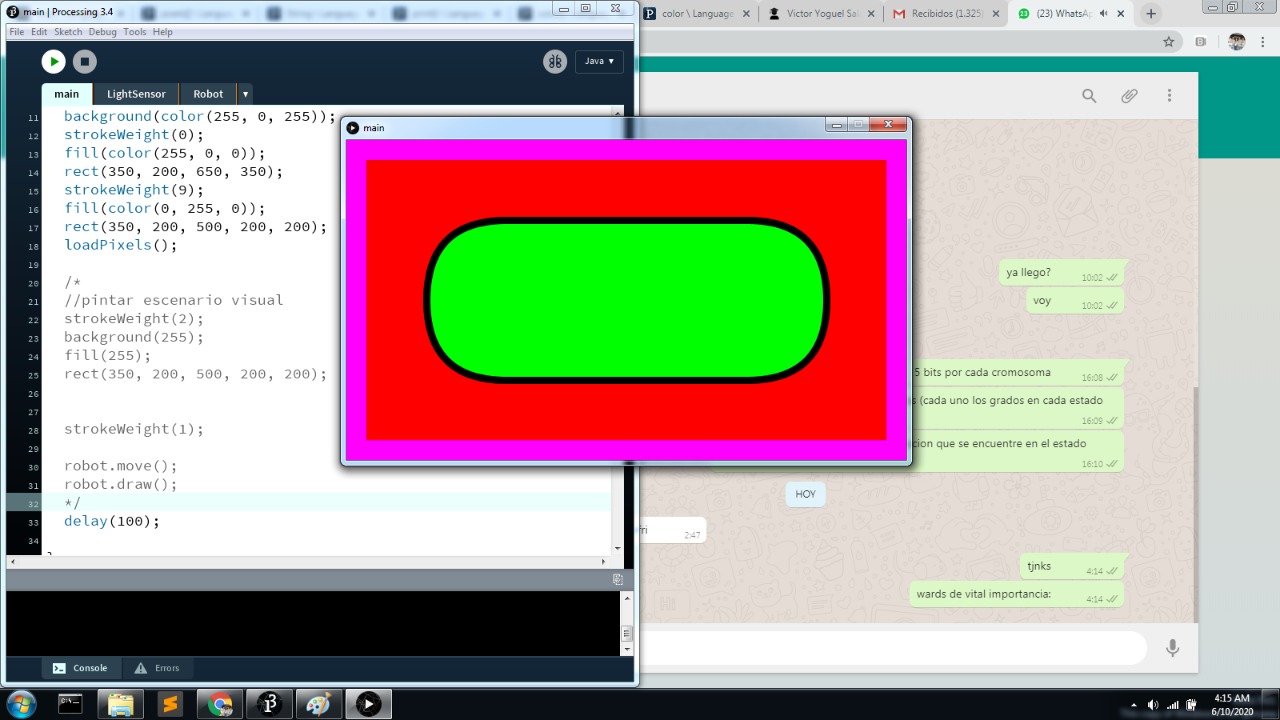 main | Processing 3.4
File Edit Sketch Debug Tools Help
Java ▾
main LightSensor Robot ▾
11 background(color(255, 0, 255));
12 strokeWeight(0);
13 fill(color(255, 0, 0));
14 rect(350, 200, 650, 350);
15 strokeWeight(9);
16 fill(color(0, 255, 0));
17 rect(350, 200, 500, 200, 200);
18 loadPixels();
19
20 /*
21 //pintar escenario visual
22 strokeWeight(2);
23 background(255);
24 fill(255);
25 rect(350, 200, 500, 200, 200);
26
27
28 strokeWeight(1);
29
30 robot.move();
31 robot.draw();
32 */
33 delay(100);
34
Console Errors
main
color \ Language
Victor Yoguel Sal
Recibidos (1.325)
(23) WhatsA
ya llego? 10:02
voy 10:02
5 bits por cada cromosoma 16:08
s (cada uno los grados en cada estado
16:09
cion que se encuentre en el estado
16:10
HOY
fri 2:47
tjnks 4:14
wards de vital importancia: 4:14
4:15 AM
6/10/2020